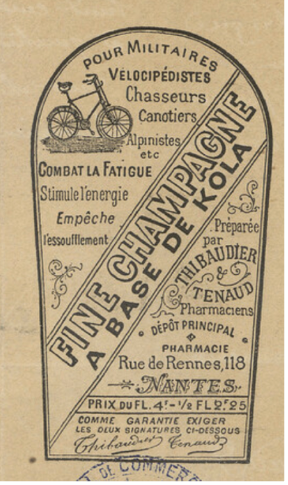 POUR MILITAIRES
VÉLOCIPÉDISTES
Chasseurs
Canotiers
Alpinistes
etc
COMBAT LA FATIGUE
Stimule l'energie
Empêche
l'essoufflement
FINE CHAMPAGNE
A BASE DE KOLA
Préparée
par
THIBAUDIER
&
TENAUD
Pharmaciens
DÉPÔT PRINCIPAL
PHARMACIE
Rue de Rennes, 118
NANTES
PRIX DU FL. 4f - 1/2 FL 2f 25
COMME GARANTIE EXIGER
LES DEUX SIGNATURES CI-DESSOUS
Thibaudier Tenaud
DE COMMERC